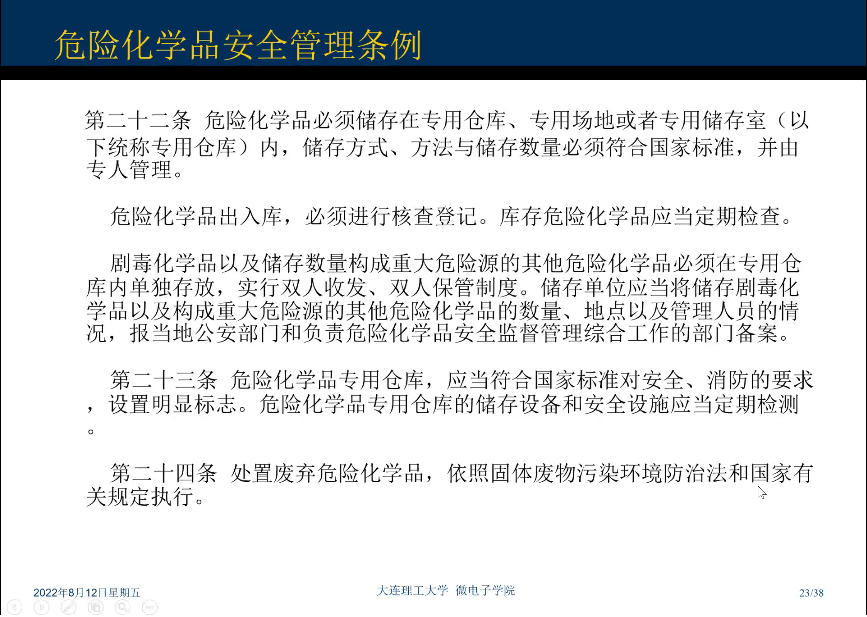 危险化学品安全管理条例
第二十二条 危险化学品必须储存在专用仓库、专用场地或者专用储存室（以
下统称专用仓库）内，储存方式、方法与储存数量必须符合国家标准，并由
专人管理。
危险化学品出入库，必须进行核查登记。库存危险化学品应当定期检查。
剧毒化学品以及储存数量构成重大危险源的其他危险化学品必须在专用仓
库内单独存放，实行双人收发、双人保管制度。储存单位应当将储存剧毒化
学品以及构成重大危险源的其他危险化学品的数量、地点以及管理人员的情
况，报当地公安部门和负责危险化学品安全监督管理综合工作的部门备案。
第二十三条 危险化学品专用仓库，应当符合国家标准对安全、消防的要求
，设置明显标志。危险化学品专用仓库的储存设备和安全设施应当定期检测
。
第二十四条 处置废弃危险化学品，依照固体废物污染环境防治法和国家有
关规定执行。
2022年8月12日星期五
大连理工大学 微电子学院
23/38